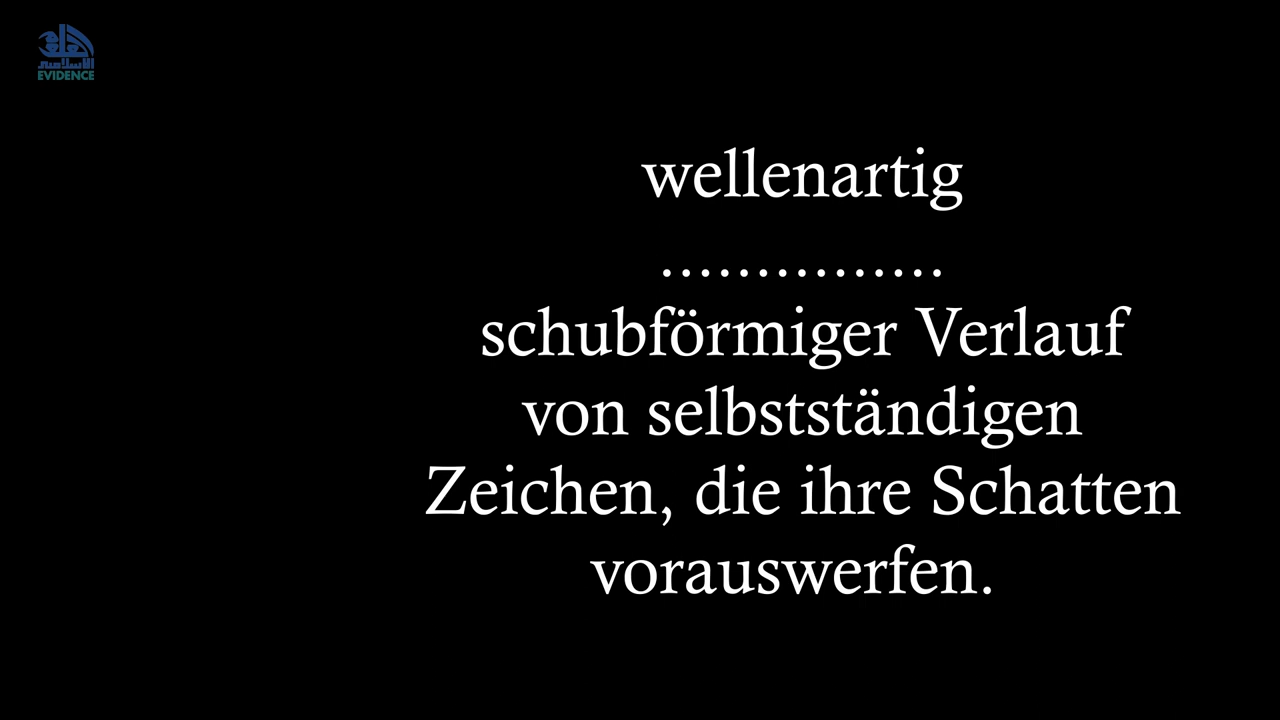 EVIDENCE
wellenartig
...............
schubförmiger Verlauf
von selbstständigen
Zeichen, die ihre Schatten
vorauswerfen.